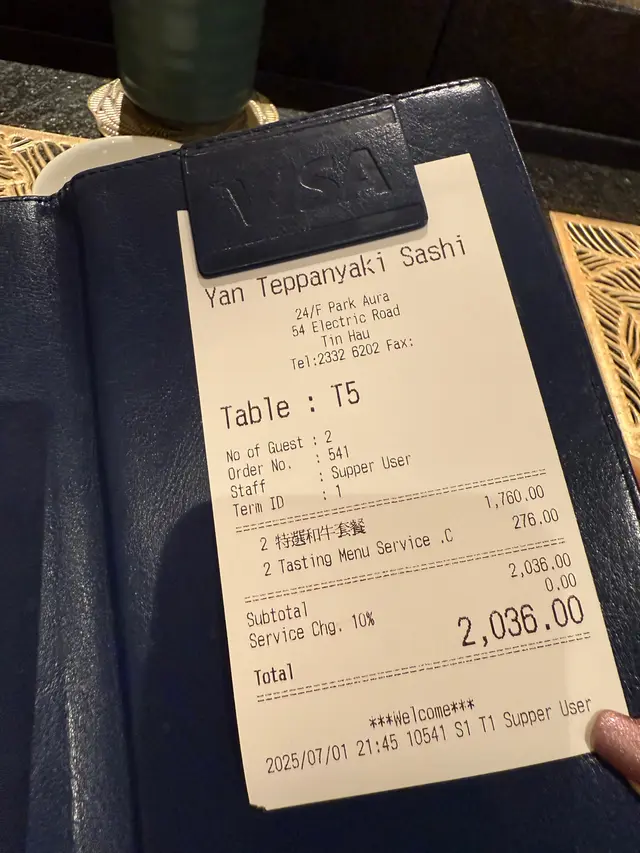 VISA
Yan Teppanyaki Sashi
24/F Park Aura
54 Electric Road
Tin Hau
Tel:2332 6202 Fax:
Table : T5
No of Guest : 2
Order No. : 541
Staff : Supper User
Term ID : 1
2 特選和牛套餐 1,760.00
2 Tasting Menu Service .C 276.00
Subtotal 2,036.00
Service Chg. 10% 0.00
Total 2,036.00
***Welcome***
2025/07/01 21:45 10541 S1 T1 Supper User